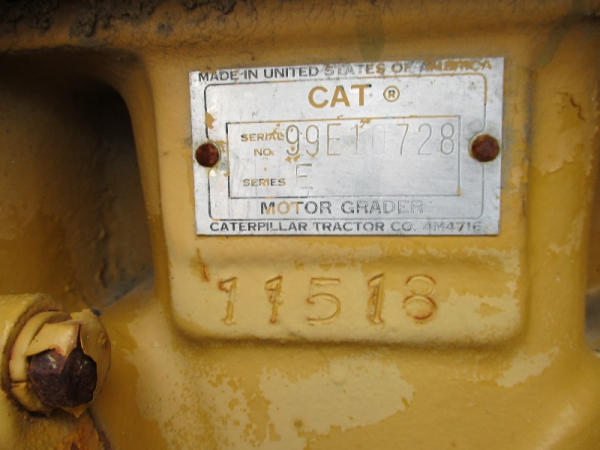 MADE IN UNITED STATES OF AMERICA
CAT ®
SERIAL NO. 99E10728
SERIES E
MOTOR GRADER
CATERPILLAR TRACTOR CO. 4M4716
11518